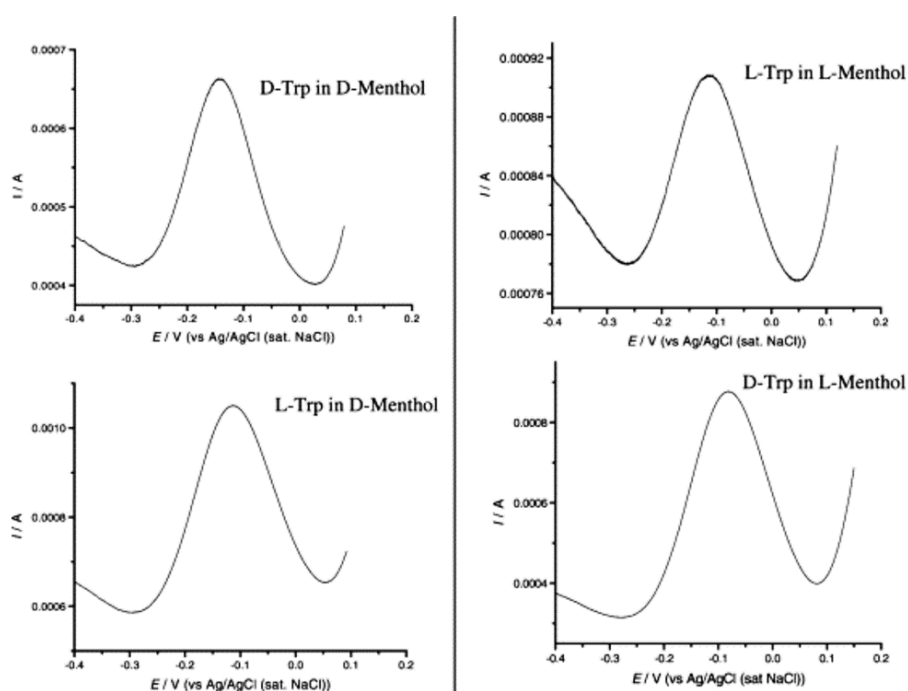 0.0007
0.0006
0.0005
0.0004
I / A
D-Trp in D-Menthol
-0.4 -0.3 -0.2 -0.1 0.0 0.1 0.2
E / V (vs Ag/AgCl (sat. NaCl))
0.00092
0.00088
0.00084
0.00080
0.00076
I / A
L-Trp in L-Menthol
-0.4 -0.3 -0.2 -0.1 0.0 0.1 0.2
E / V (vs Ag/AgCl (sat. NaCl))
0.0010
0.0008
0.0006
I / A
L-Trp in D-Menthol
-0.4 -0.3 -0.2 -0.1 0.0 0.1 0.2
E / V (vs Ag/AgCl (sat. NaCl))
0.0008
0.0006
0.0004
I / A
D-Trp in L-Menthol
-0.4 -0.3 -0.2 -0.1 0.0 0.1 0.2
E / V (vs Ag/AgCl (sat NaCl))